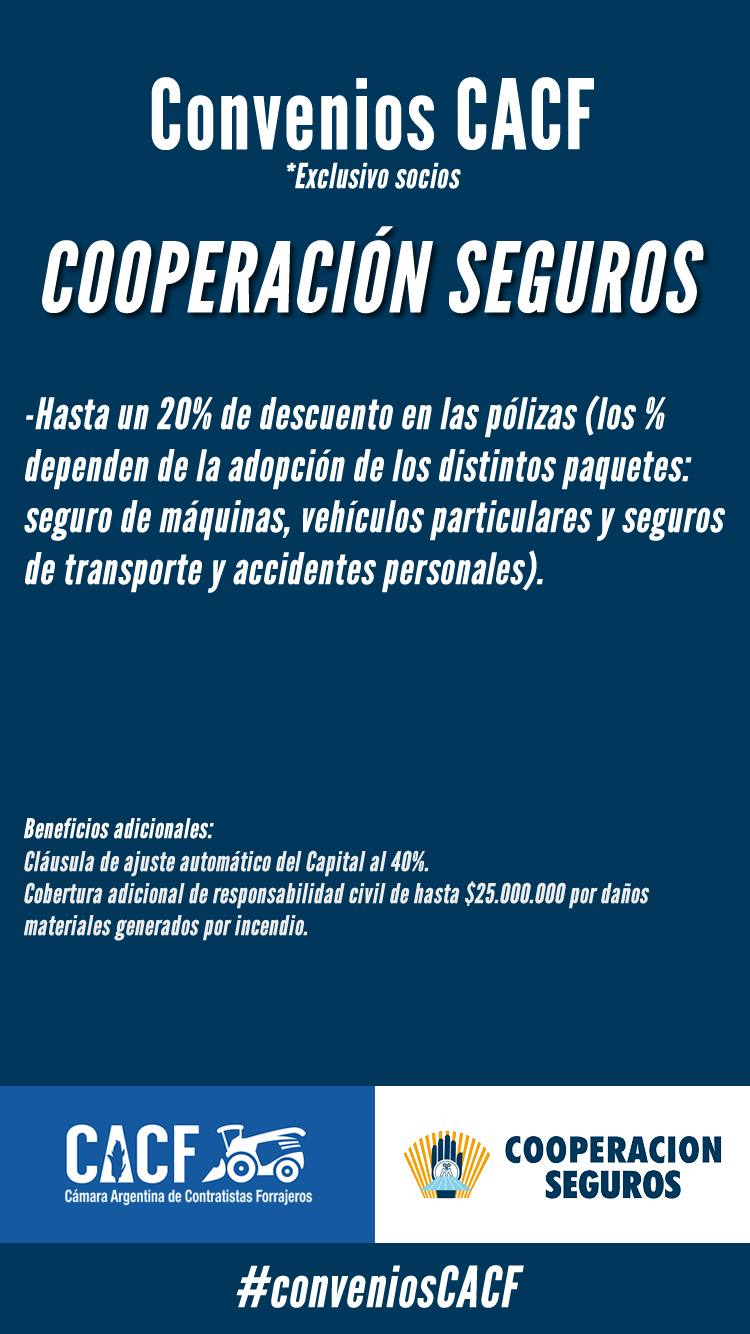 Convenios CACF
*Exclusivo socios
COOPERACIÓN SEGUROS
-Hasta un 20% de descuento en las pólizas (los %
dependen de la adopción de los distintos paquetes:
seguro de máquinas, vehículos particulares y seguros
de transporte y accidentes personales).
Beneficios adicionales:
Cláusula de ajuste automático del Capital al 40%.
Cobertura adicional de responsabilidad civil de hasta $25.000.000 por daños
materiales generados por incendio.
CACF
Cámara Argentina de Contratistas Forrajeros
COOPERACION
SEGUROS
#conveniosCACF